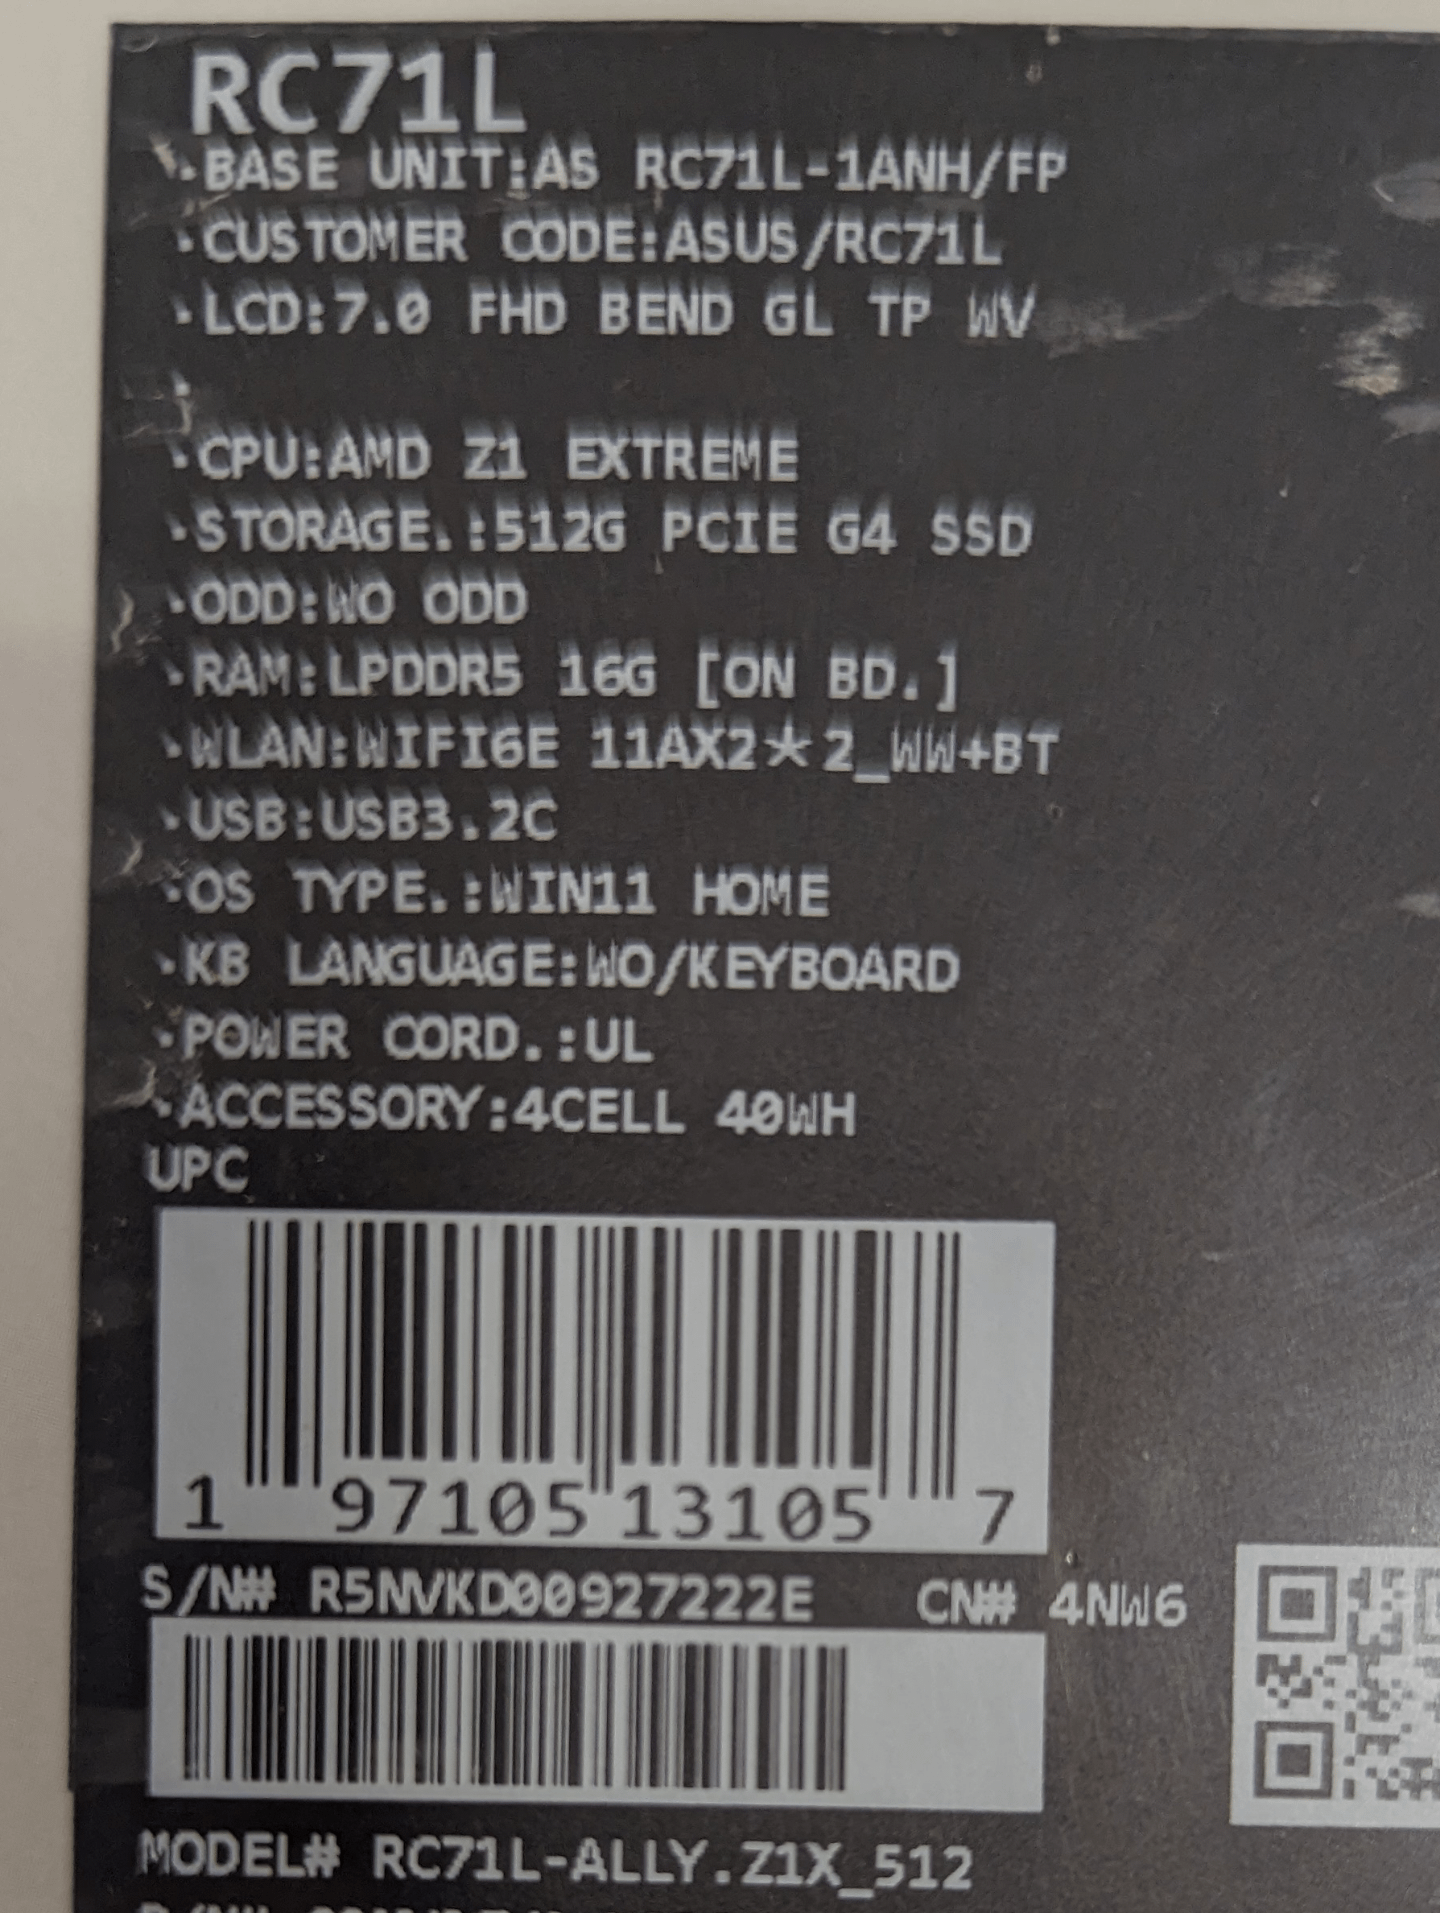 RC71L
·BASE UNIT:AS RC71L-1ANH/FP
·CUSTOMER CODE:ASUS/RC71L
·LCD:7.0 FHD BEND GL TP WV
·
·CPU:AMD Z1 EXTREME
·STORAGE.:512G PCIE G4 SSD
·ODD:WO ODD
·RAM:LPDDR5 16G [ON BD.]
·WLAN:WIFI6E 11AX2*2_WW+BT
·USB:USB3.2C
·OS TYPE.:WIN11 HOME
·KB LANGUAGE:WO/KEYBOARD
·POWER CORD.:UL
·ACCESSORY:4CELL 40WH
UPC
1 97105 13105 7
S/N# R5NVKD00927222E CN# 4NW6
MODEL# RC71L-ALLY.Z1X_512